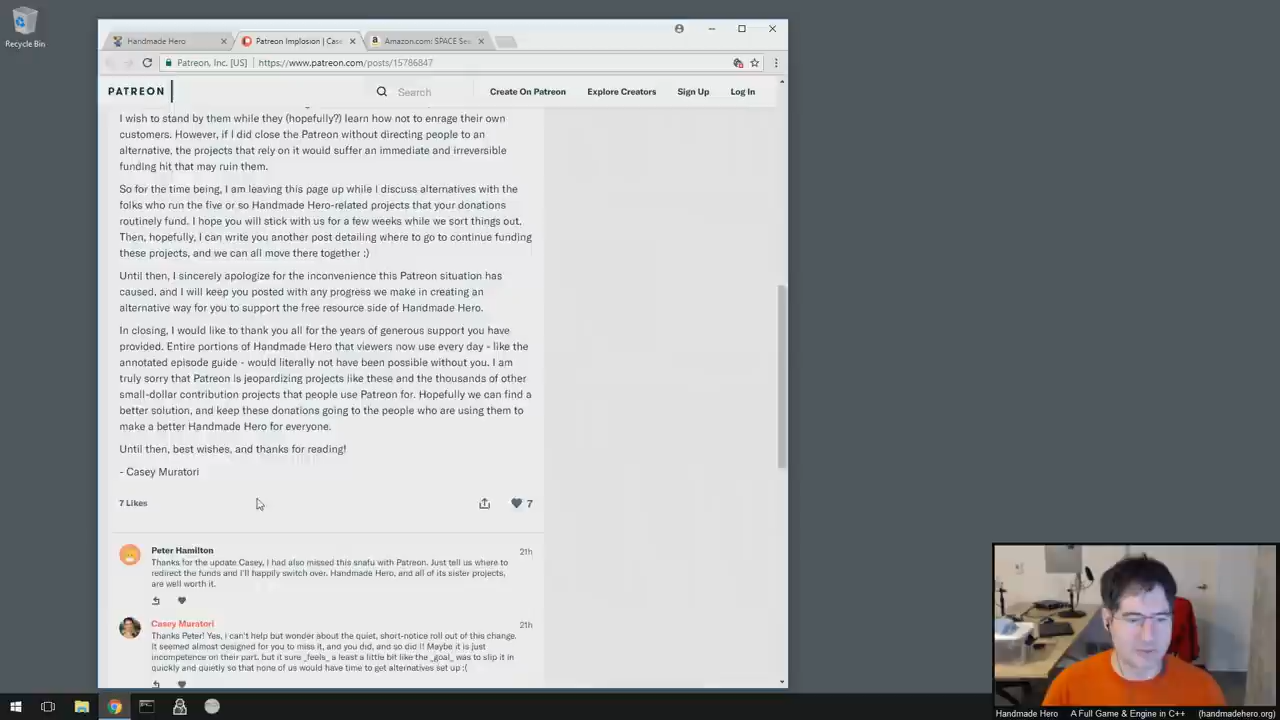 Recycle Bin
Handmade Hero
Patreon Implosion | Case
Amazon.com: SPACE Sea
Patreon, Inc. [US]
https://www.patreon.com/posts/15786847
PATREON
Search
Create On Patreon
Explore Creators
Sign Up
Log In
I wish to stand by them while they (hopefully?) learn how not to enrage their own
customers. However, if I did close the Patreon without directing people to an
alternative, the projects that rely on it would suffer an immediate and irreversible
funding hit that may ruin them.
So for the time being, I am leaving this page up while I discuss alternatives with the
folks who run the five or so Handmade Hero-related projects that your donations
routinely fund. I hope you will stick with us for a few weeks while we sort things out.
Then, hopefully, I can write you another post detailing where to go to continue funding
these projects, and we can all move there together :)
Until then, I sincerely apologize for the inconvenience this Patreon situation has
caused, and I will keep you posted with any progress we make in creating an
alternative way for you to support the free resource side of Handmade Hero.
In closing, I would like to thank you all for the years of generous support you have
provided. Entire portions of Handmade Hero that viewers now use every day - like the
annotated episode guide - would literally not have been possible without you. I am
truly sorry that Patreon is jeopardizing projects like these and the thousands of other
small-dollar contribution projects that people use Patreon for. Hopefully we can find a
better solution, and keep these donations going to the people who are using them to
make a better Handmade Hero for everyone.
Until then, best wishes, and thanks for reading!
- Casey Muratori
7 Likes
7
Peter Hamilton
21h
Thanks for the update Casey, I had also missed this snafu with Patreon. Just tell us where to
redirect the funds and I'll happily switch over. Handmade Hero, and all of its sister projects,
are well worth it.
Casey Muratori
21h
Thanks Peter! Yes, i can't help but wonder about the quiet, short-notice roll out of this change.
It seemed almost designed for you to miss it, and you did, and so did I! Maybe it is just
incompetence on their part, but it sure _feels_ a least a little bit like the _goal_ was to slip it in
quickly and quietly so that none of us would have time to get alternatives set up :(
Handmade Hero
A Full Game & Engine in C++
(handmadehero.org)